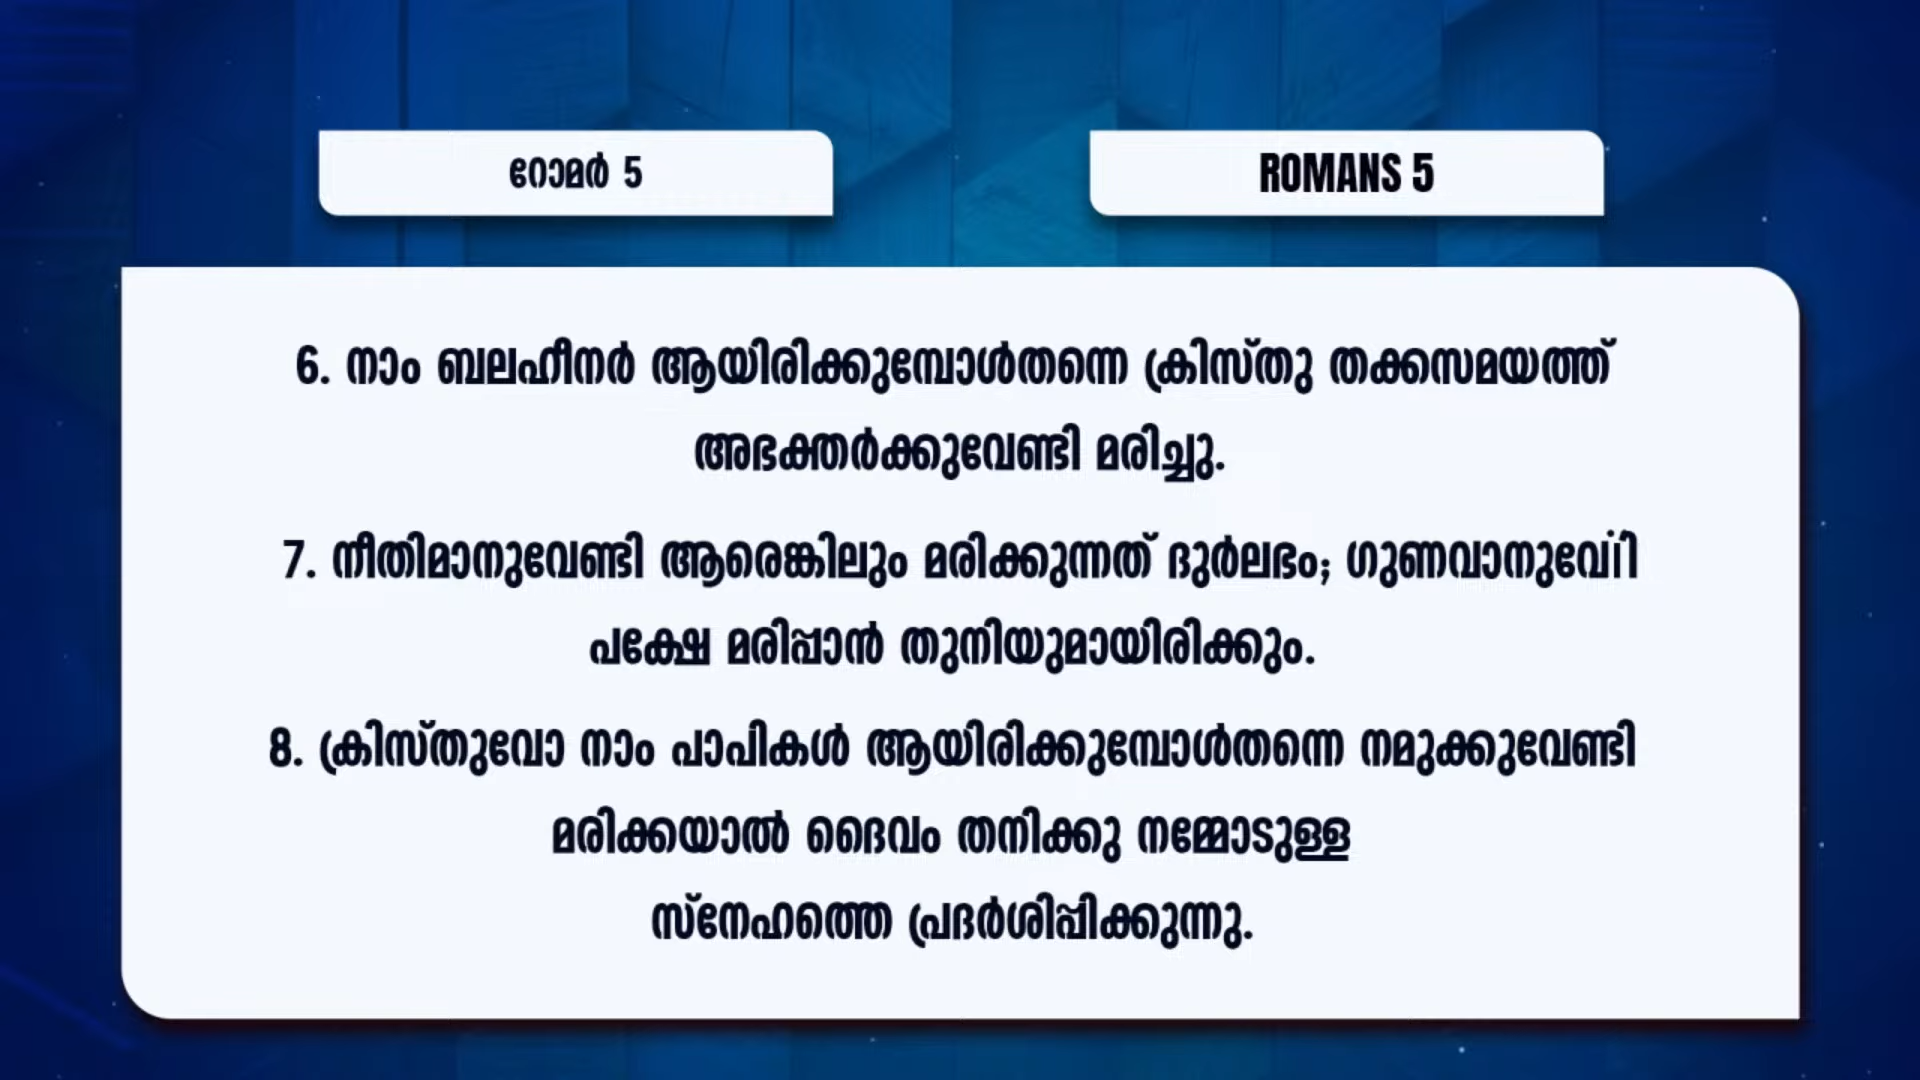 റോമർ 5
ROMANS 5
6. നാം ബലഹീനർ ആയിരിക്കുമ്പോൾതന്നെ ക്രിസ്തു തക്കസമയത്ത്
അഭക്തർക്കുവേണ്ടി മരിച്ചു.
7. നീതിമാനുവേണ്ടി ആരെങ്കിലും മരിക്കുന്നത് ദുർലഭം;
പക്ഷേ മരിപ്പാൻ തുനിയുമായിരിക്കും.
8. ക്രിസ്തുവോ നാം പാപികൾ ആയിരിക്കുമ്പോൾതന്നെ നമുക്കുവേണ്ടി
മരിക്കയാൽ ദൈവം തനിക്കു നമ്മോടുള്ള
സ്നേഹത്തെ പ്രദർശിപ്പിക്കുന്നു.